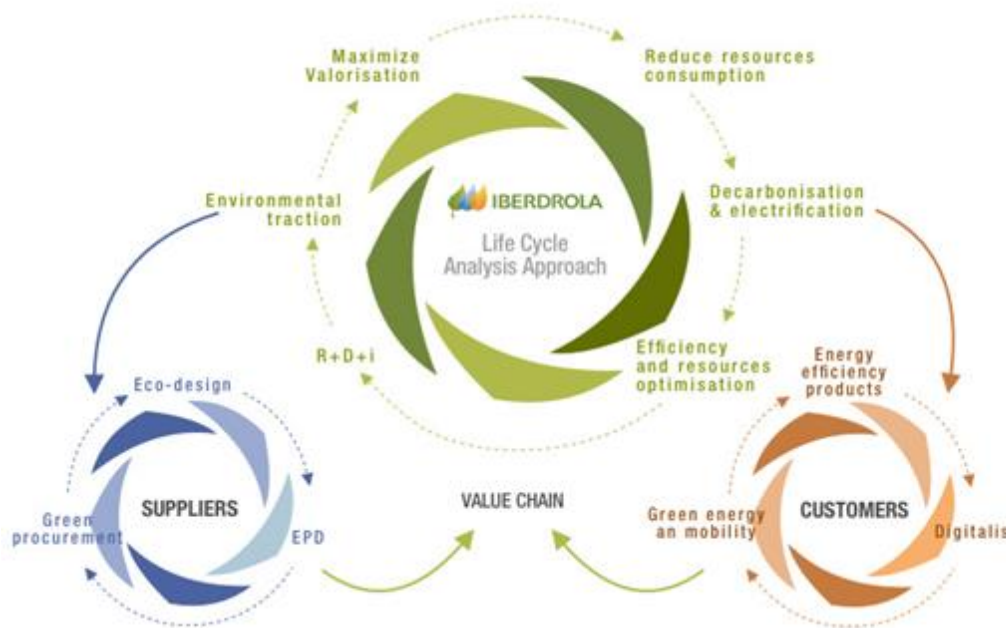 Maximize
Valorisation
Reduce resources
consumption
Environmental
traction
IBERDROLA
Life Cycle
Analysis Approach
Decarbonisation
& electrification
R+D+i
Efficiency
and resources
optimisation
Eco-design
SUPPLIERS
Green
procurement
EPD
VALUE CHAIN
Energy
efficiency
products
CUSTOMERS
Green energy
an mobility
Digitalis